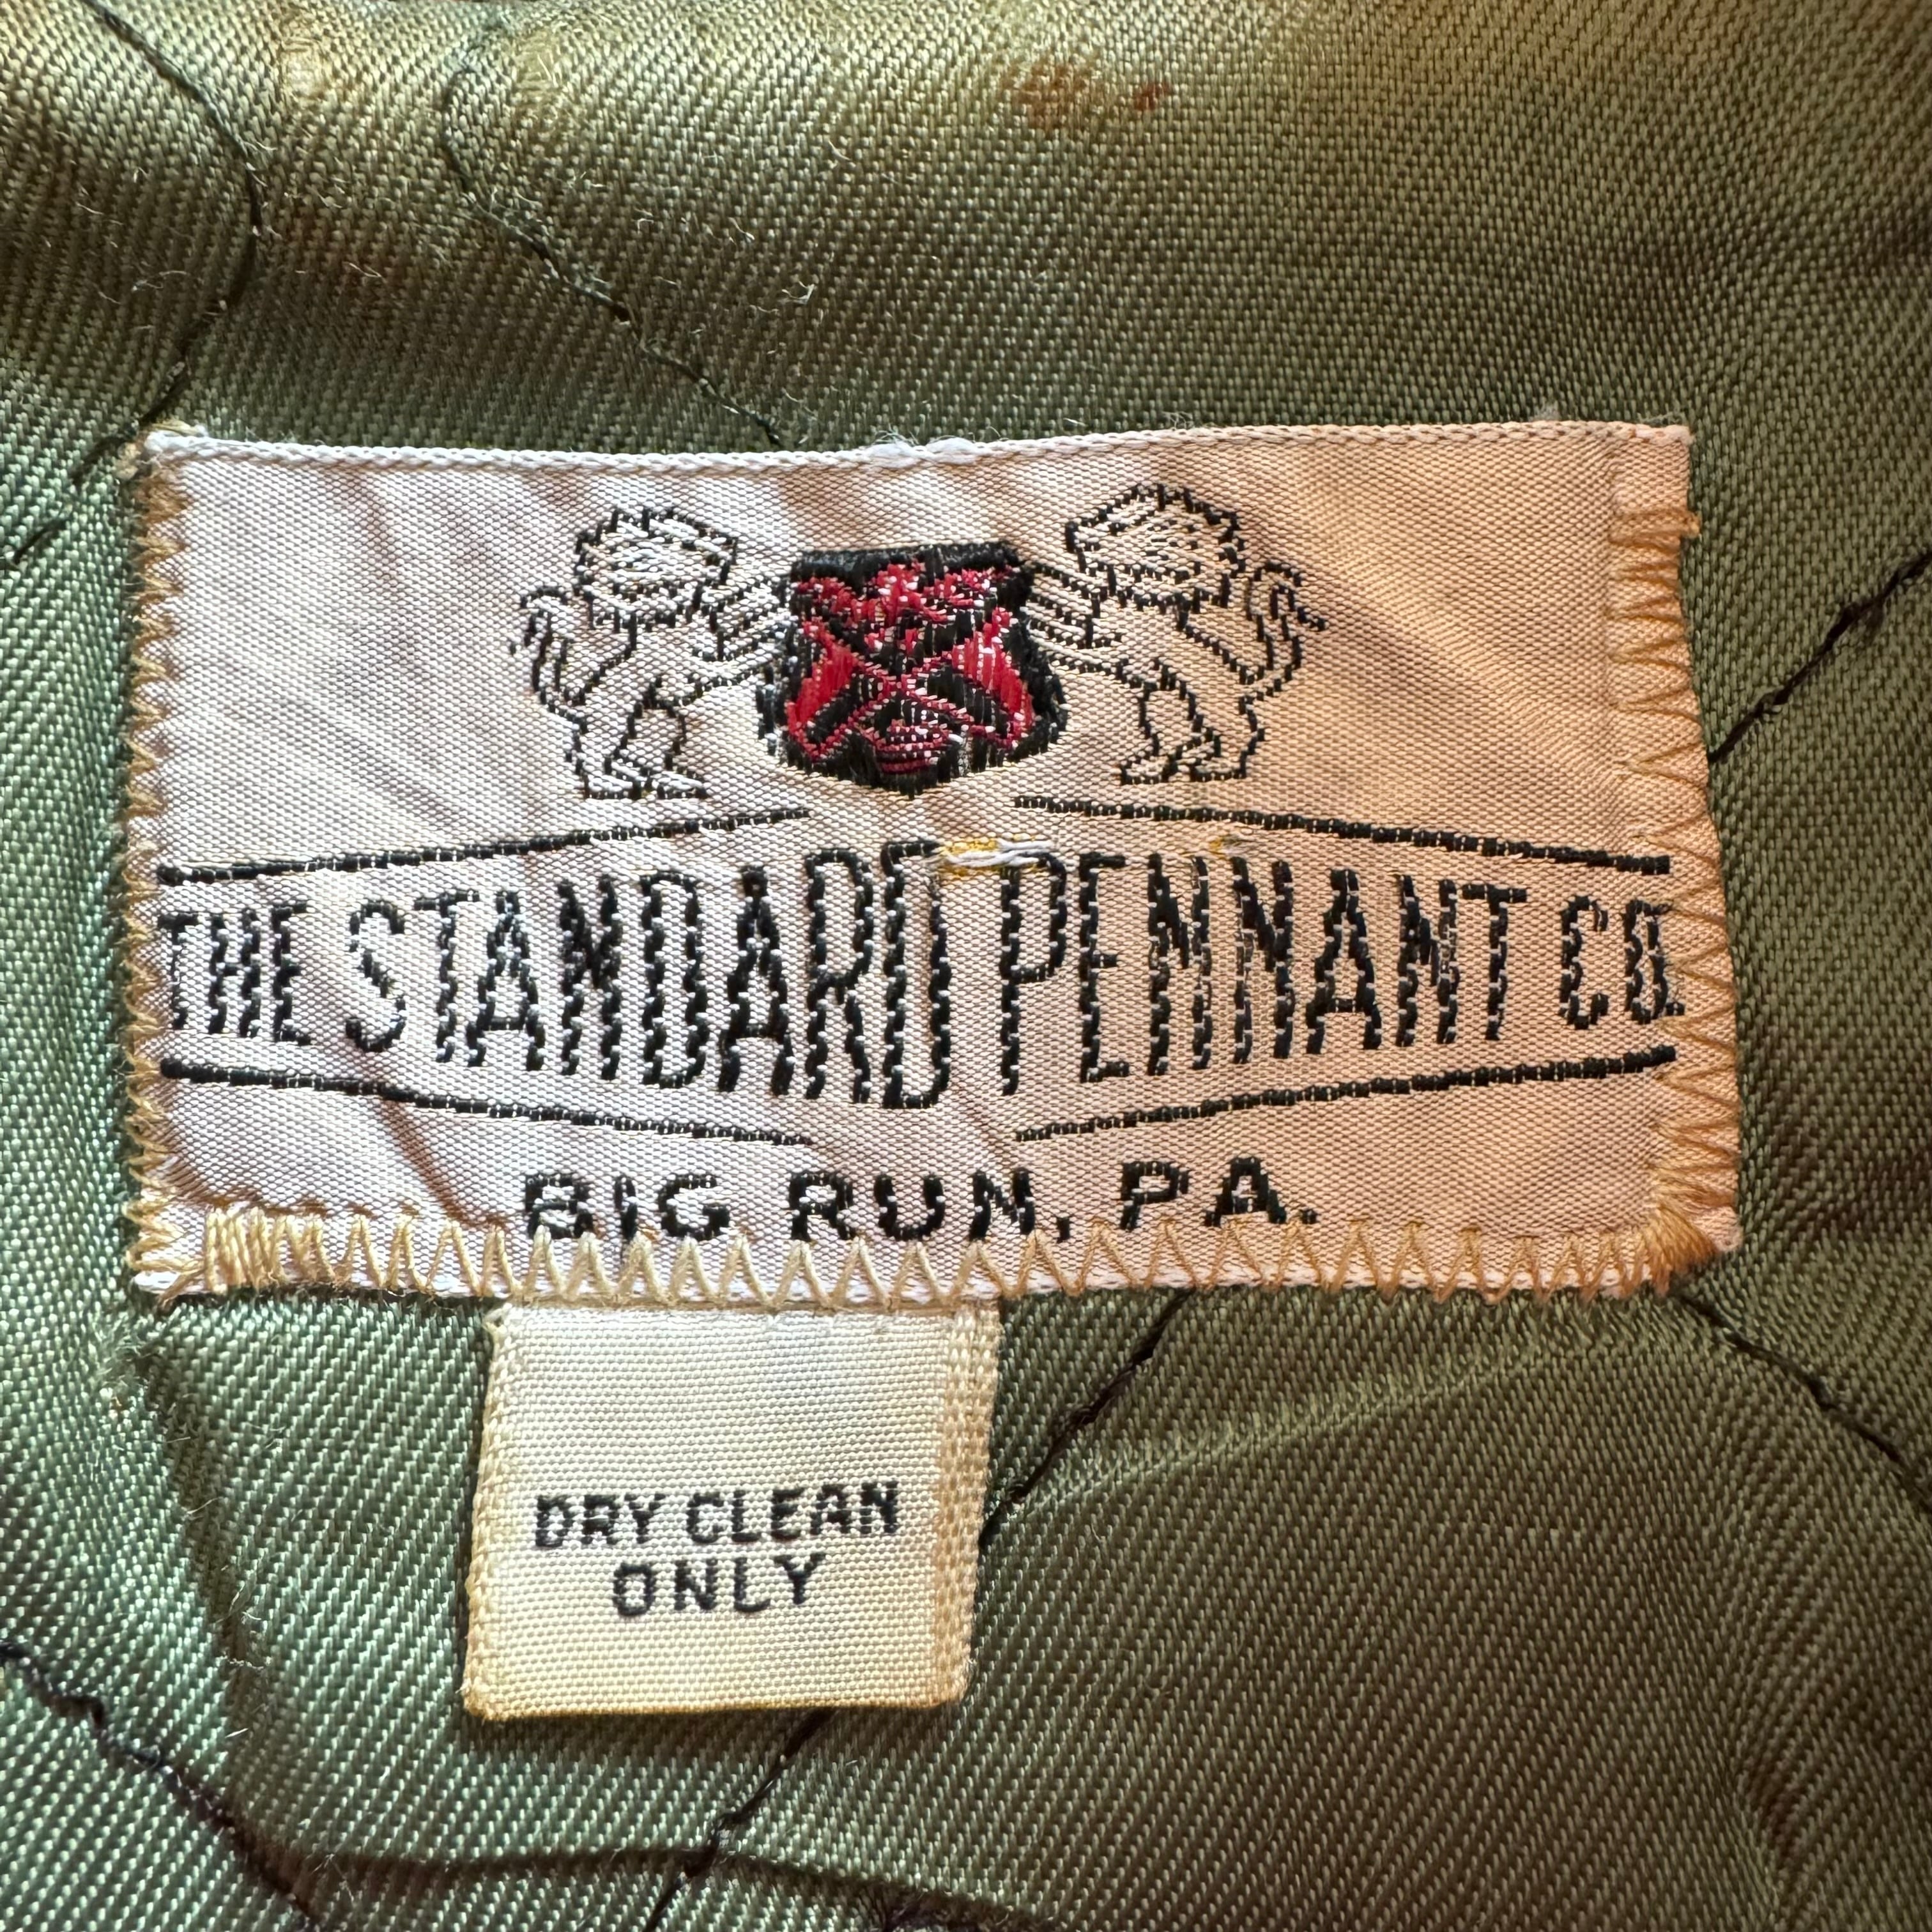 THE STANDARD PENNANT CO.
BIG RUN, PA.
DRY CLEAN
ONLY